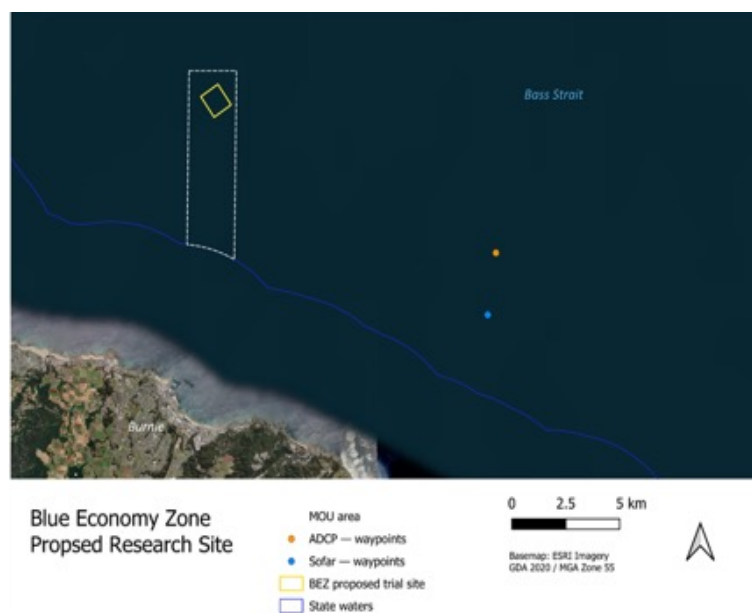 Bass Strait
Burnie
Blue Economy Zone
Propsed Research Site
MOU area
ADCP — waypoints
Sofar — waypoints
BEZ proposed trial site
State waters
0 2.5 5 km
Basemap: ESRI Imagery
GDA 2020 / MGA Zone 55